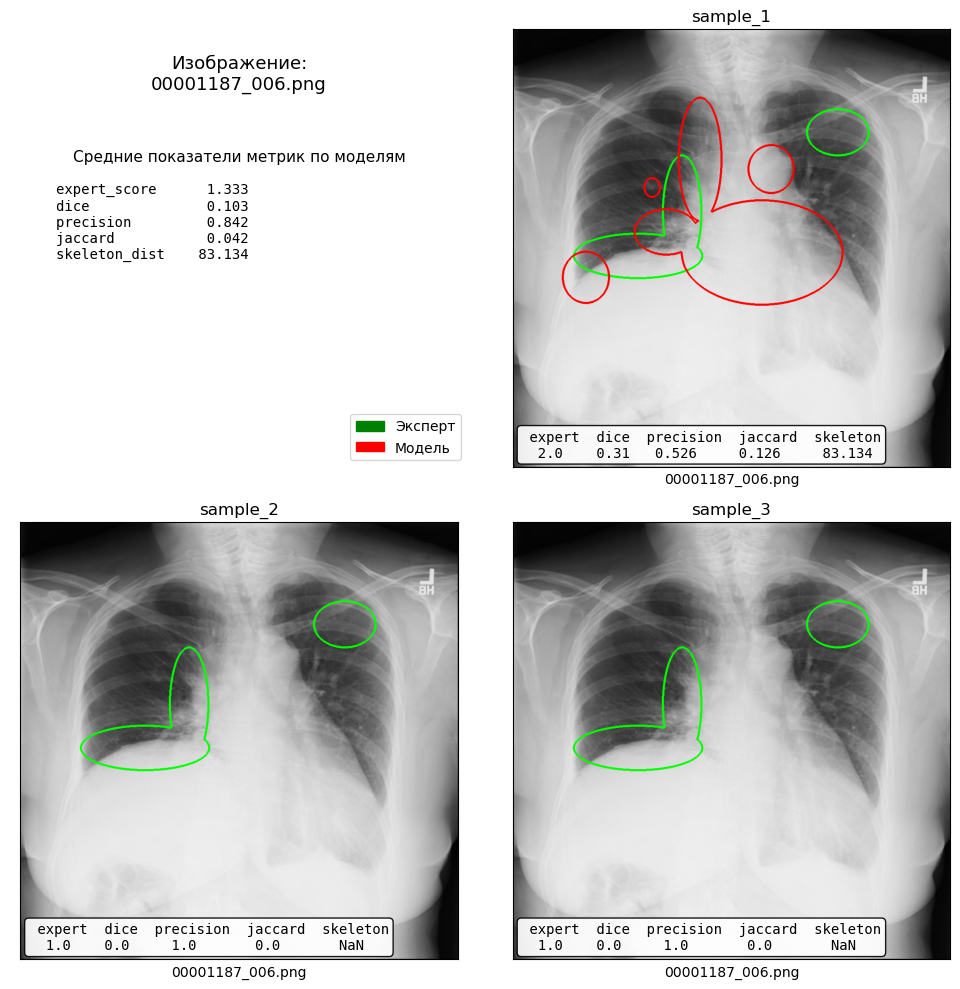 Изображение:
00001187_006.png
Средние показатели метрик по моделям
expert_score 1.333
dice 0.103
precision 0.842
jaccard 0.042
skeleton_dist 83.134
Эксперт
Модель
sample_1
L
HB
expert dice precision jaccard skeleton
2.0 0.31 0.526 0.126 83.134
00001187_006.png
sample_2
L
HB
expert dice precision jaccard skeleton
1.0 0.0 1.0 0.0 NaN
00001187_006.png
sample_3
L
HB
expert dice precision jaccard skeleton
1.0 0.0 1.0 0.0 NaN
00001187_006.png